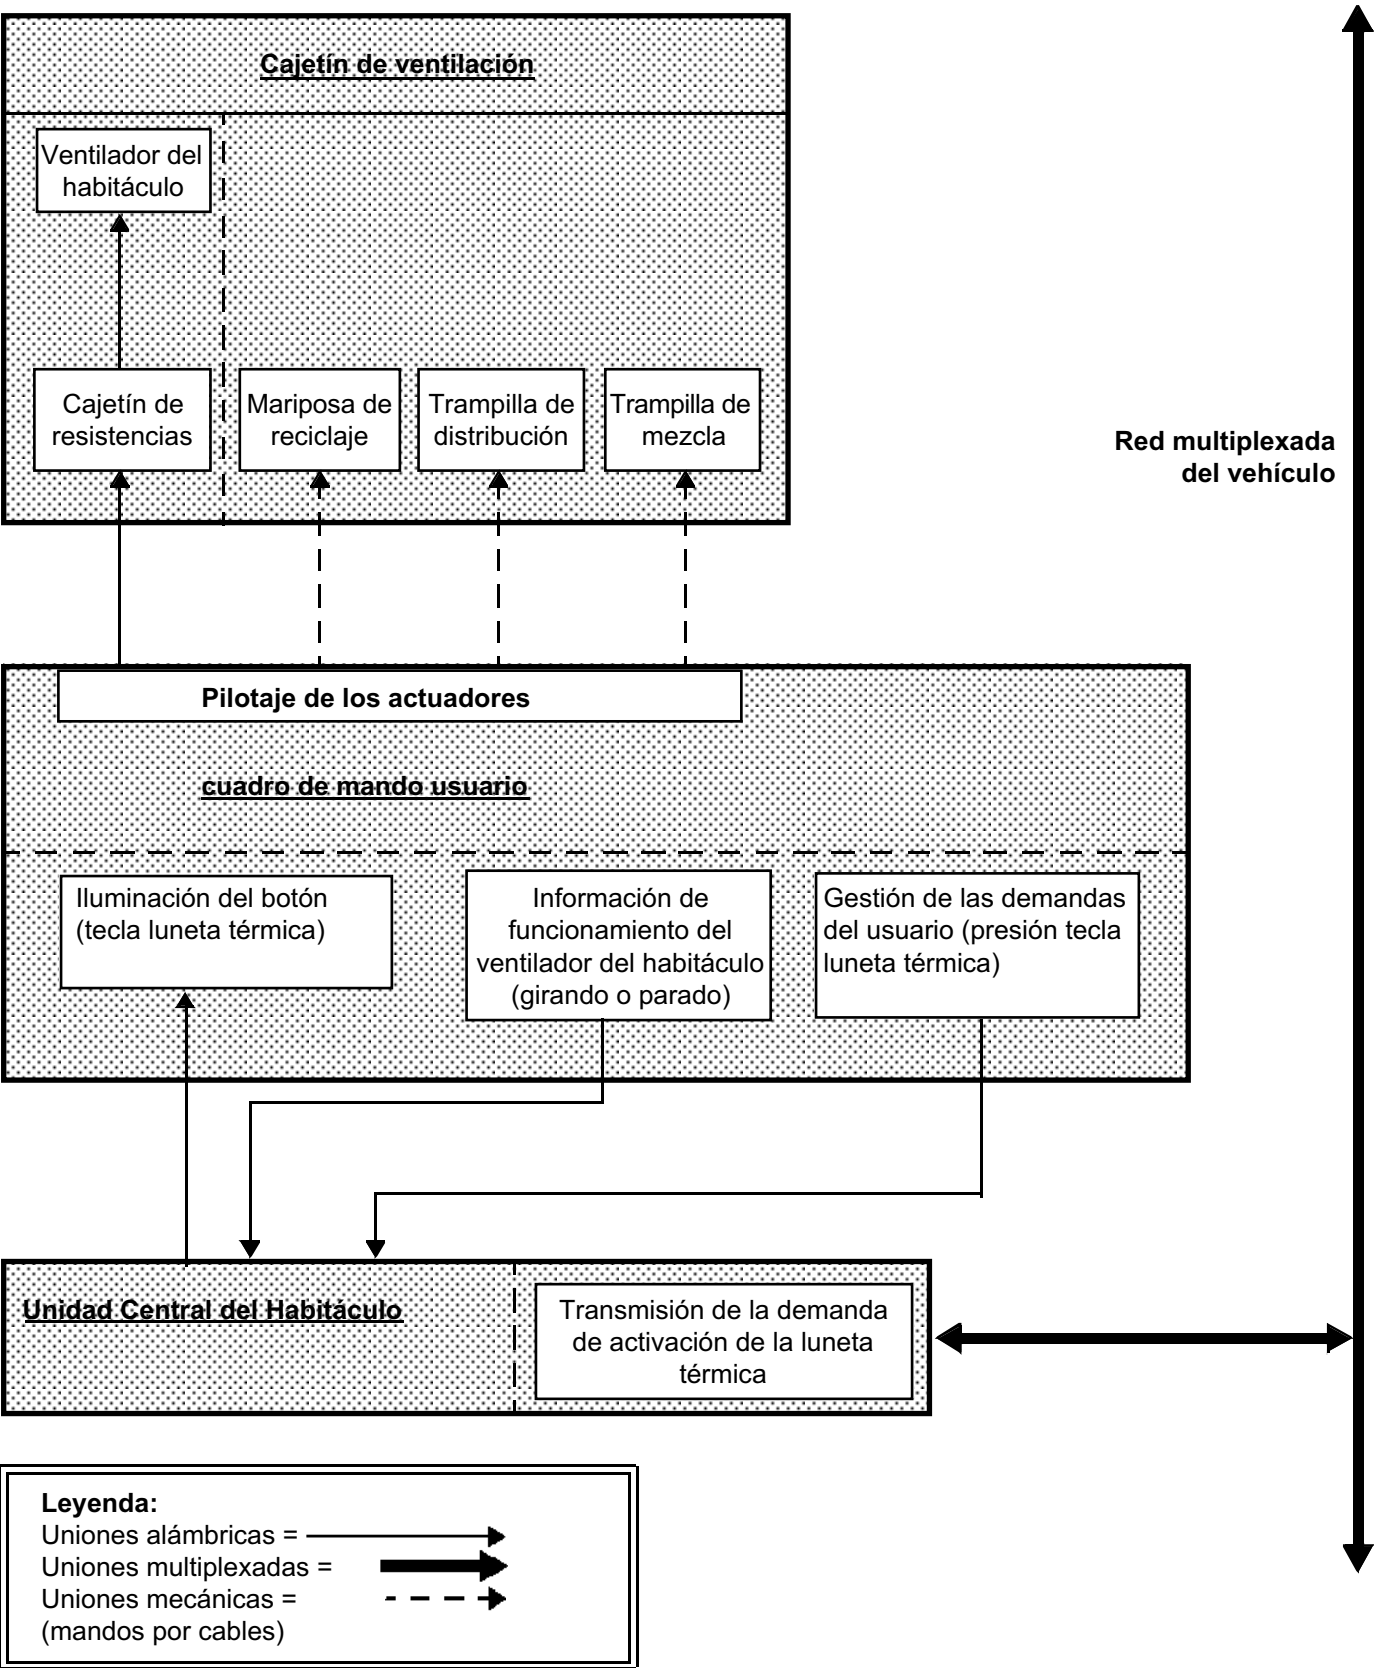 Cajetín de ventilación
Ventilador del
habitáculo
Cajetín de
resistencias
Mariposa de
reciclaje
Trampilla de
distribución
Trampilla de
mezcla
Red multiplexada
del vehículo
Pilotaje de los actuadores
cuadro de mando usuario
Iluminación del botón
(tecla luneta térmica)
Información de
funcionamiento del
ventilador del habitáculo
(girando o parado)
Gestión de las demandas
del usuario (presión tecla
luneta térmica)
Unidad Central del Habitáculo
Transmisión de la demanda
de activación de la luneta
térmica
Leyenda:
Uniones alámbricas =
Uniones multiplexadas =
Uniones mecánicas =
(mandos por cables)